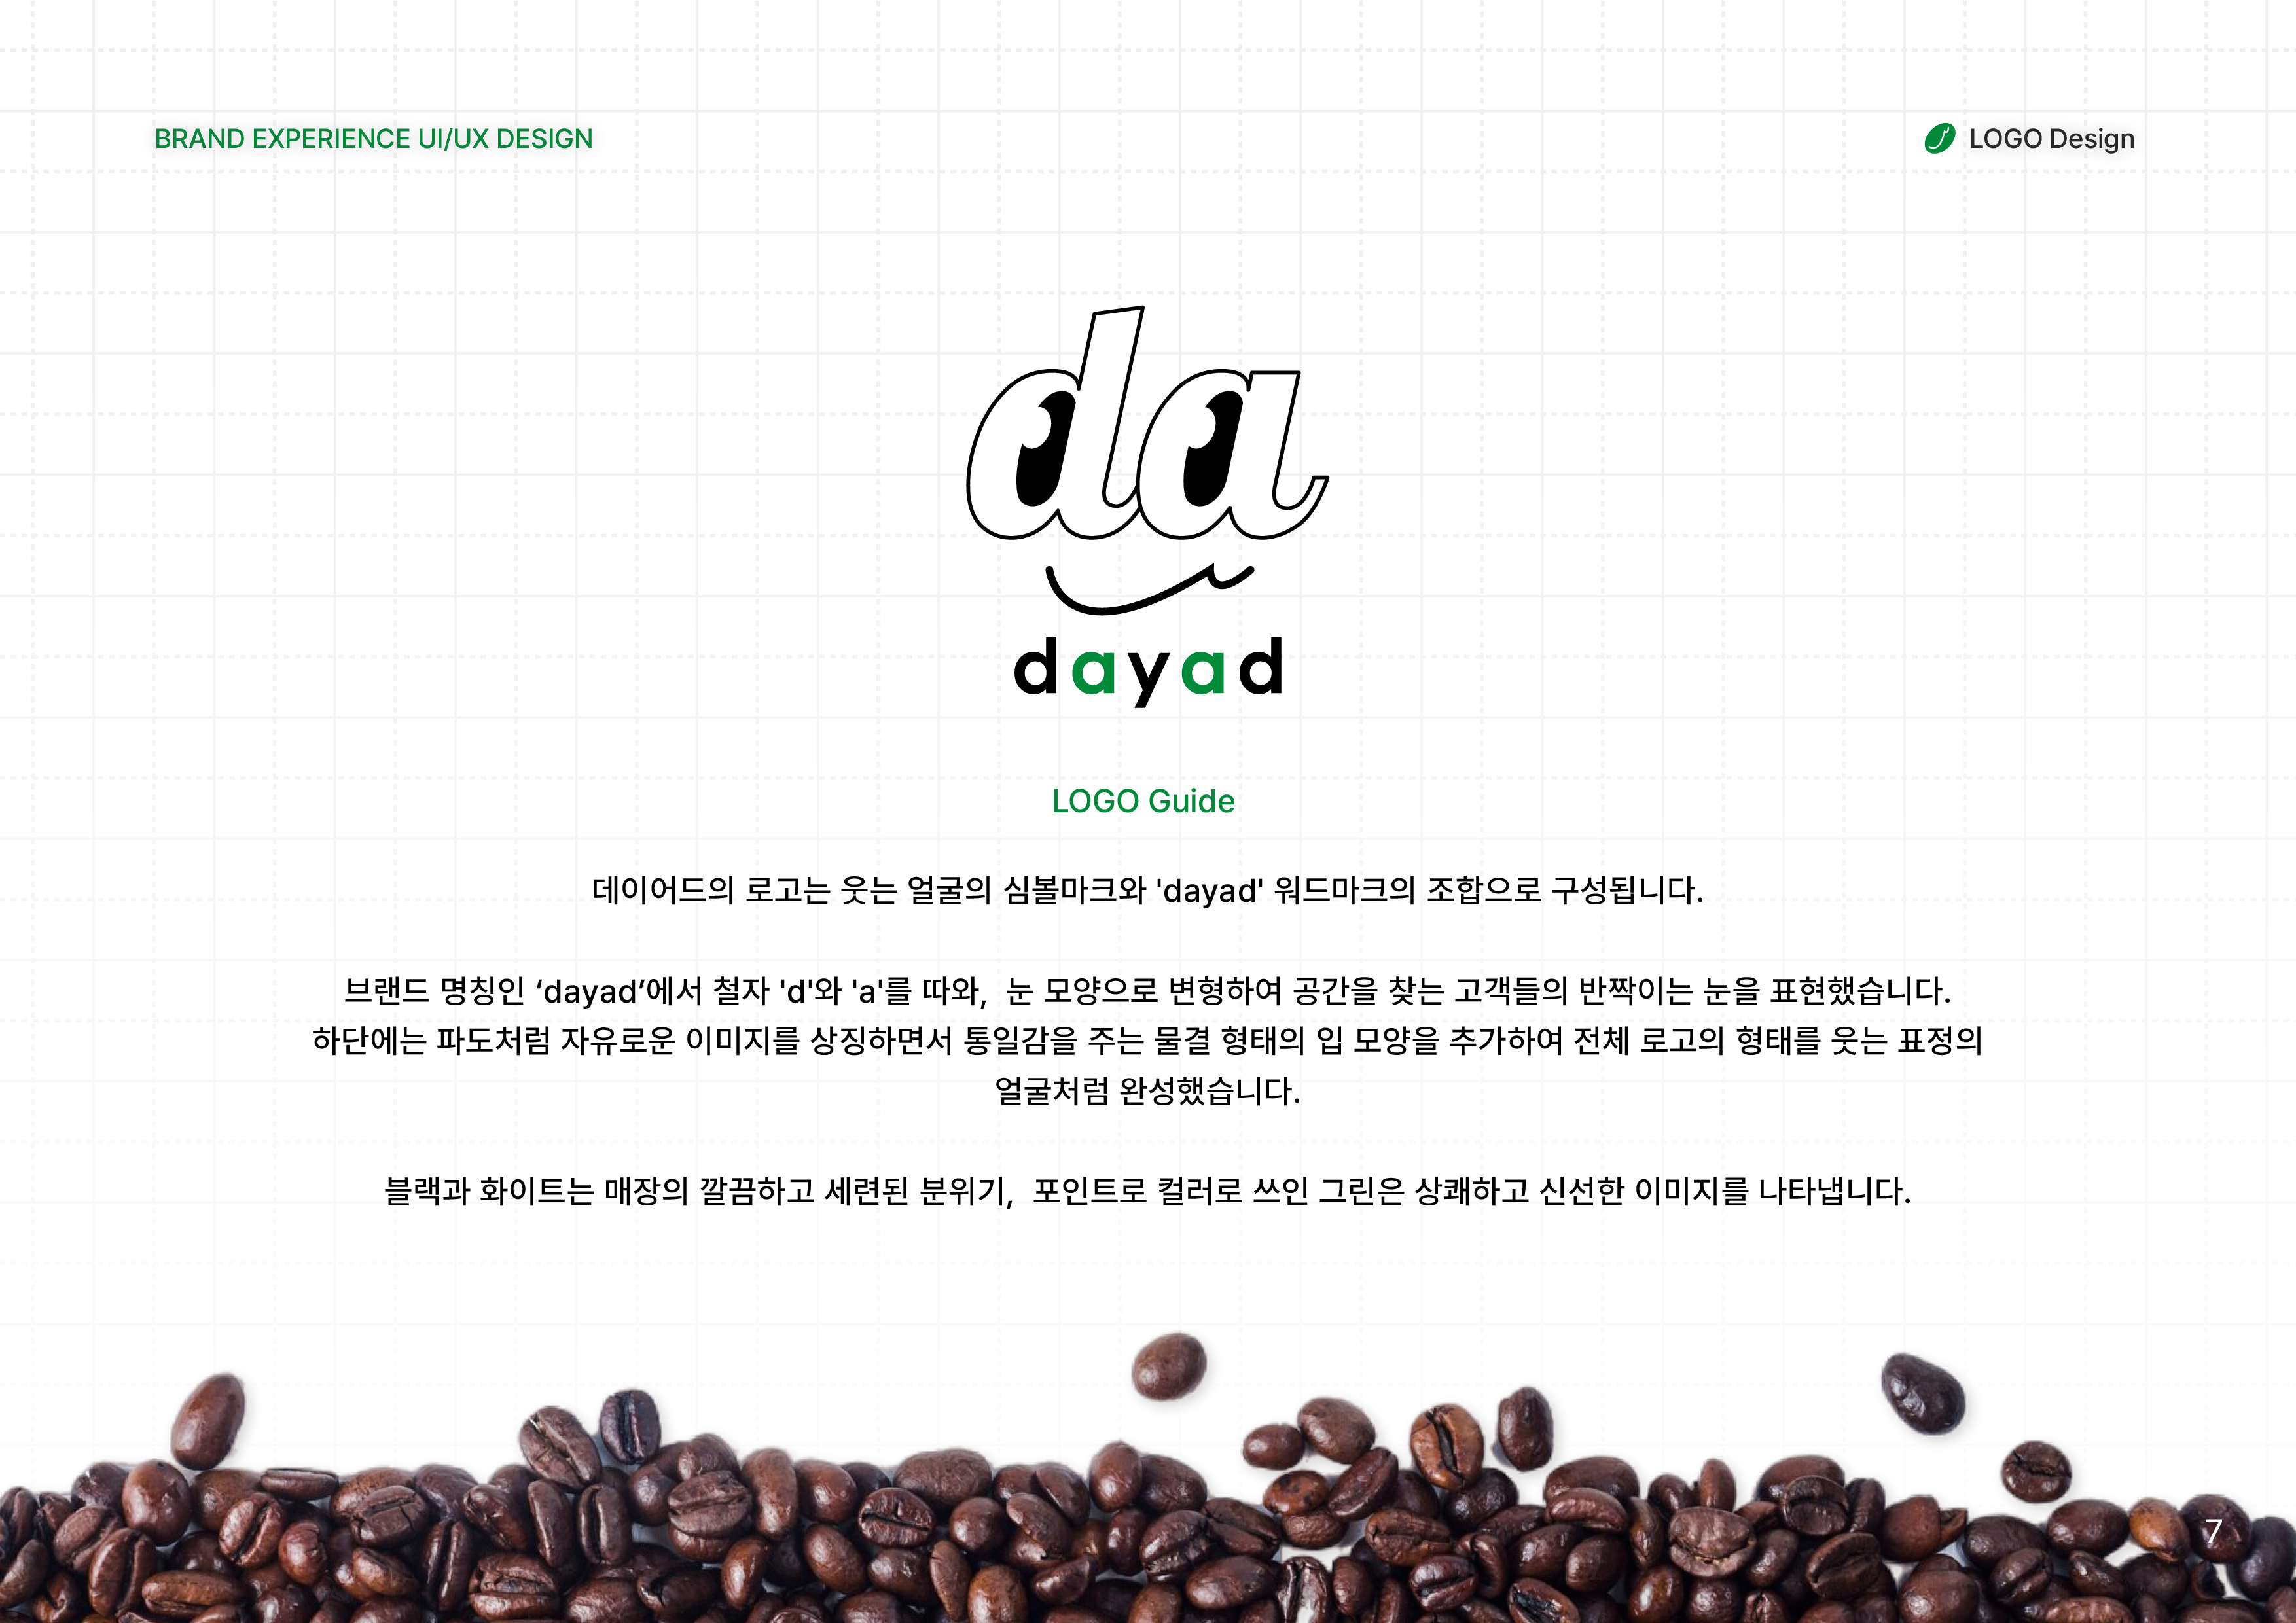 BRAND EXPERIENCE UI/UX DESIGN
LOGO Design
da
dayad
LOGO Guide
데이어드의 로고는 웃는 얼굴의 심볼마크와 'dayad' 워드마크의 조합으로 구성됩니다.
브랜드 명칭인 ‘dayad’에서 철자 'd'와 'a'를 따와, 눈 모양으로 변형하여 공간을 찾는 고객들의 반짝이는 눈을 표현했습니다.
하단에는 파도처럼 자유로운 이미지를 상징하면서 통일감을 주는 물결 형태의 입 모양을 추가하여 전체 로고의 형태를 웃는 표정의
얼굴처럼 완성했습니다.
블랙과 화이트는 매장의 깔끔하고 세련된 분위기, 포인트로 컬러로 쓰인 그린은 상쾌하고 신선한 이미지를 나타냅니다.
7